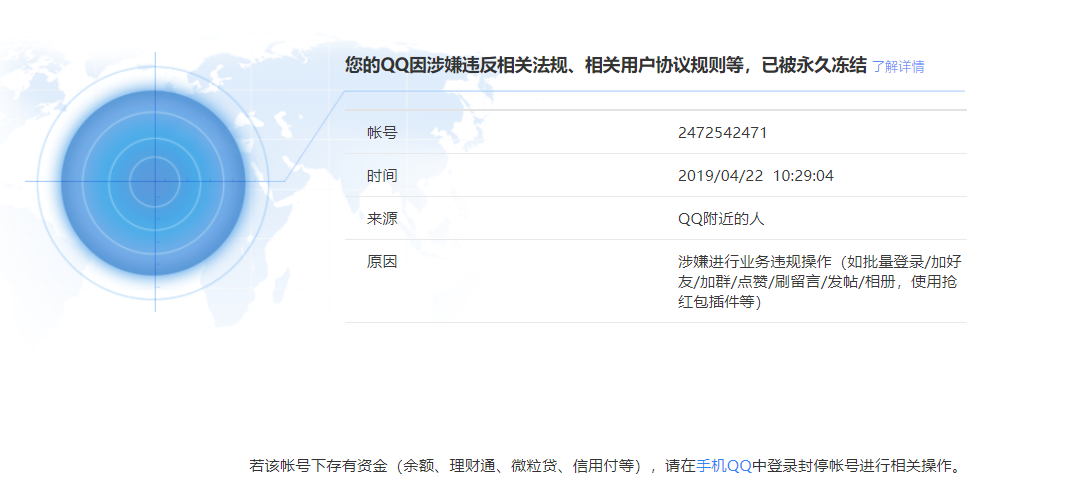 您的QQ因涉嫌违反相关法规、相关用户协议规则等，已被永久冻结 了解详情
帐号 2472542471
时间 2019/04/22 10:29:04
来源 QQ附近的人
原因 涉嫌进行业务违规操作（如批量登录/加好
友/加群/点赞/刷留言/发帖/相册，使用抢
红包插件等）
若该帐号下存有资金（余额、理财通、微粒贷、信用付等），请在手机QQ中登录封停帐号进行相关操作。